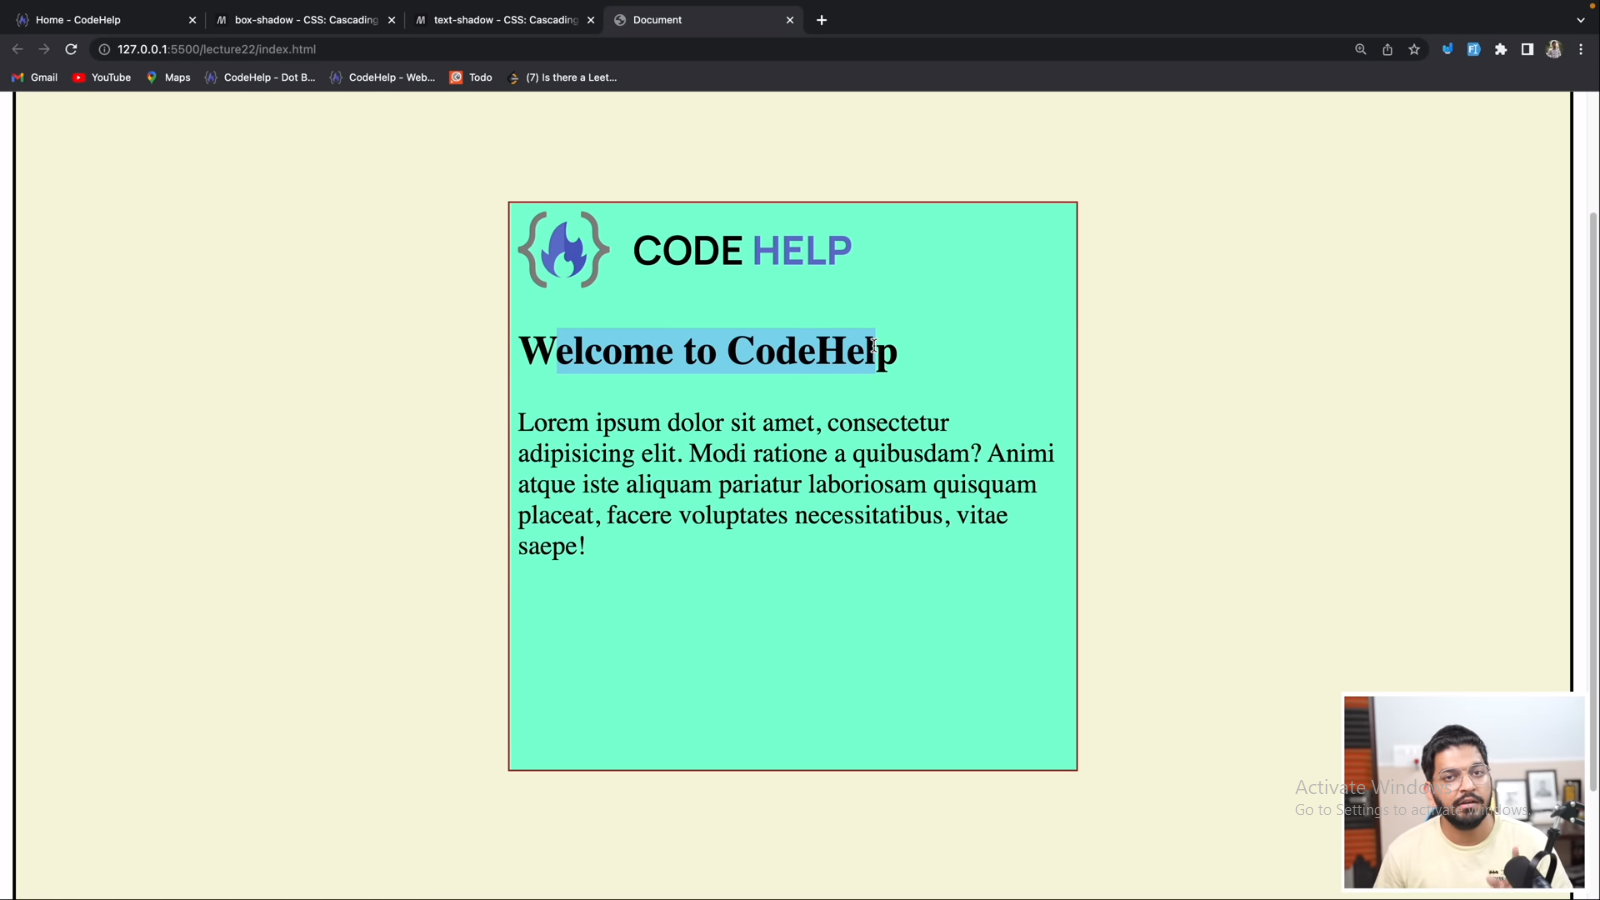 Home - CodeHelp
box-shadow - CSS: Cascading
text-shadow - CSS: Cascading
Document
127.0.0.1:5500/lecture22/index.html
Gmail
YouTube
Maps
CodeHelp - Dot B...
CodeHelp - Web...
Todo
(7) Is there a Leet...
CODE HELP
Welcome to CodeHelp
Lorem ipsum dolor sit amet, consectetur
adipisicing elit. Modi ratione a quibusdam? Animi
atque iste aliquam pariatur laboriosam quisquam
placeat, facere voluptates necessitatibus, vitae
saepe!
Activate Windows
Go to Settings to activate Windows.